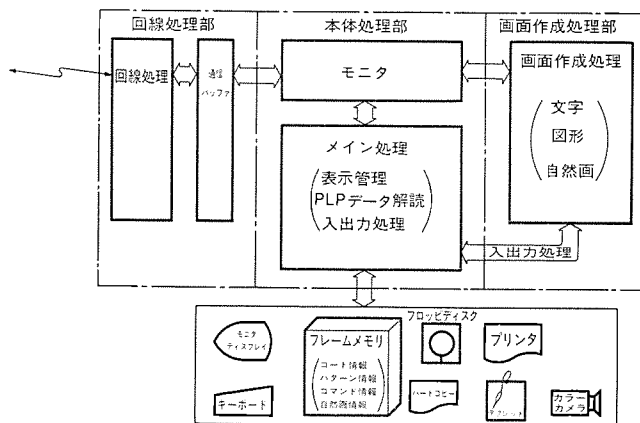 回線処理部
本体処理部
画面作成処理部
回線処理
通信
バッファ
モニタ
画面作成処理
文字
図形
自然画
メイン処理
表示管理
PLPデータ解読
入出力処理
入出力処理
モニタ
ディスプレイ
キーボード
フレームメモリ
コート情報
パターン情報
コマンド情報
自然画情報
フロッピディスク
プリンタ
ハードコピー
タブレット
カラー
カメラ